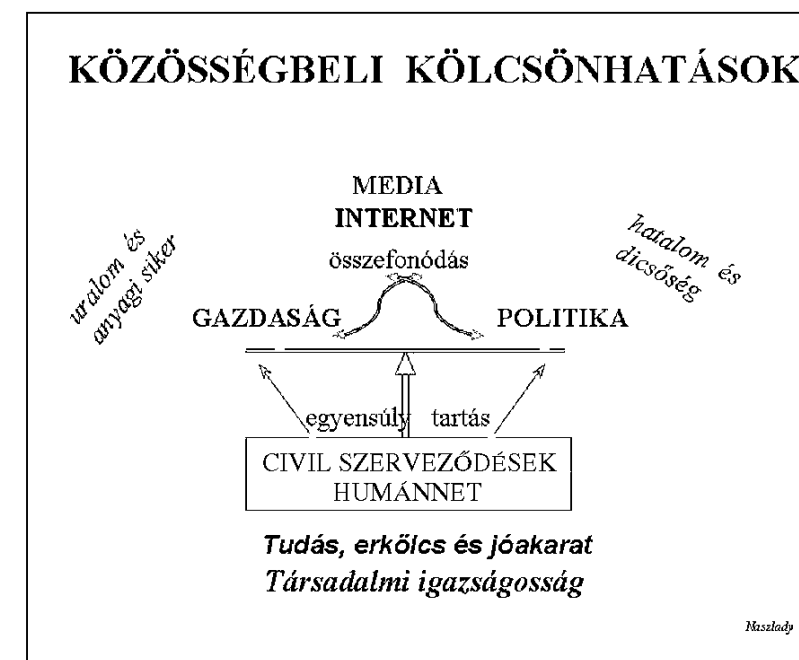 KÖZÖSSÉGBELI KÖLCSÖNHATÁSOK
MEDIA
INTERNET
összefonódás
uralom és
anyagi siker
hatalom és
dicsőség
GAZDASÁG POLITIKA
egyensúly tartás
CIVIL SZERVEZŐDÉSEK
HUMÁNNET
Tudás, erkölcs és jóakarat
Társadalmi igazságosság
Naszlady